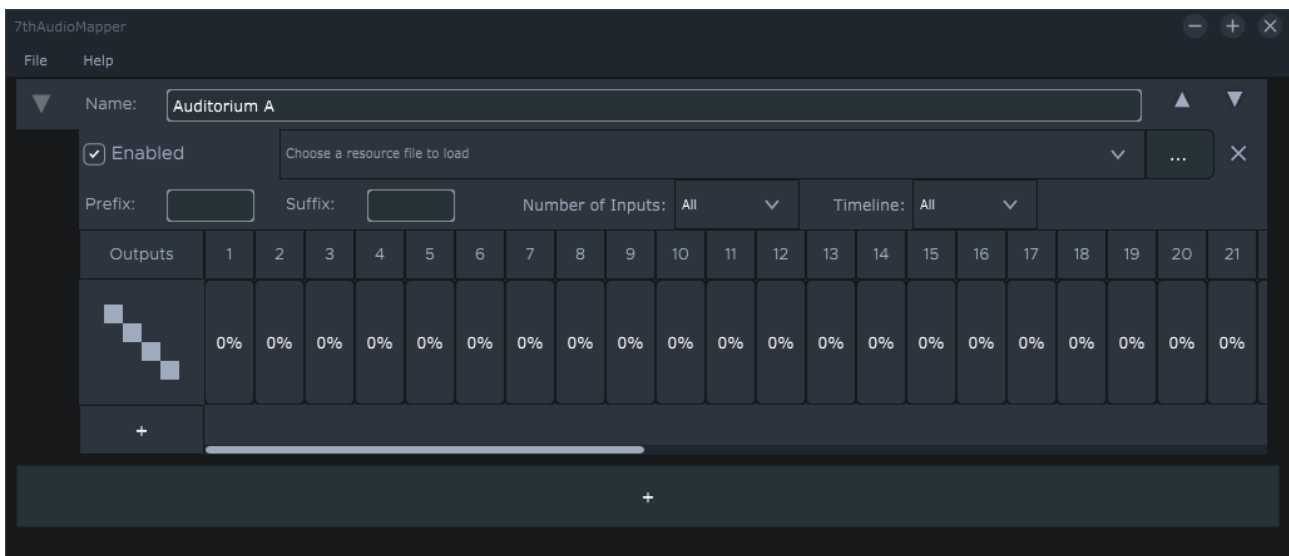 7thAudioMapper
File Help
Name: Auditorium A
Enabled Choose a resource file to load ...
Prefix: Suffix: Number of Inputs: All Timeline: All
Outputs 1 2 3 4 5 6 7 8 9 10 11 12 13 14 15 16 17 18 19 20 21
0% 0% 0% 0% 0% 0% 0% 0% 0% 0% 0% 0% 0% 0% 0% 0% 0% 0% 0% 0% 0%
+
+